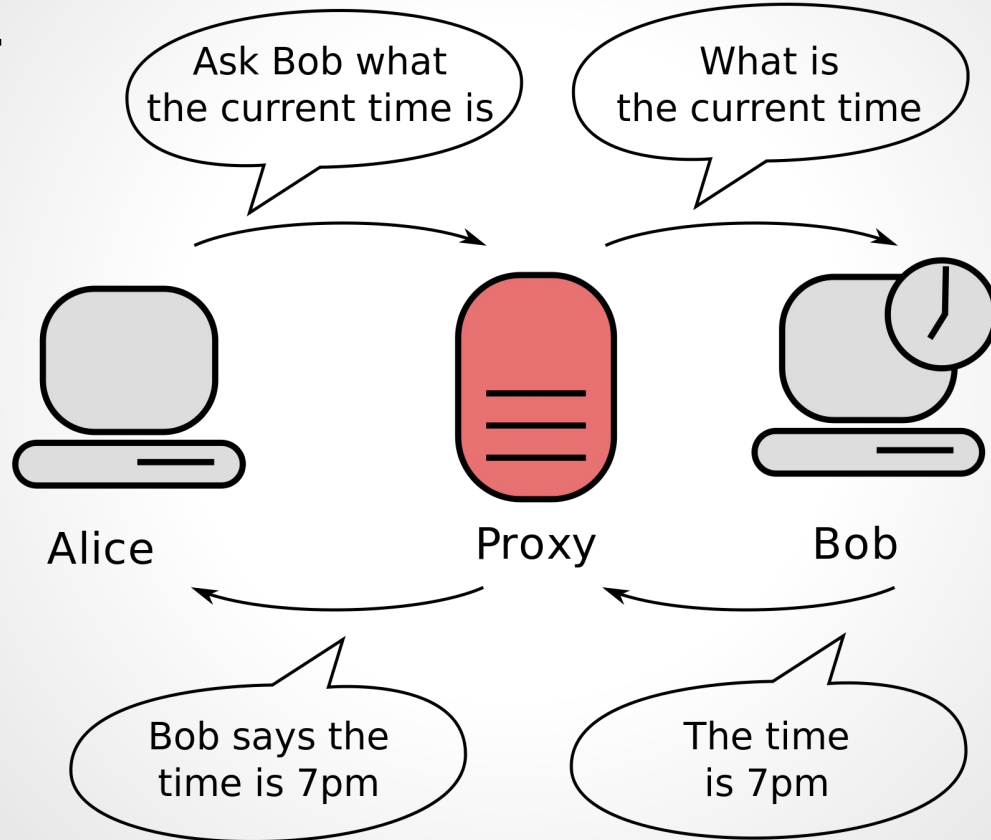 Ask Bob what
the current time is
What is
the current time
Alice
Proxy
Bob
Bob says the
time is 7pm
The time
is 7pm